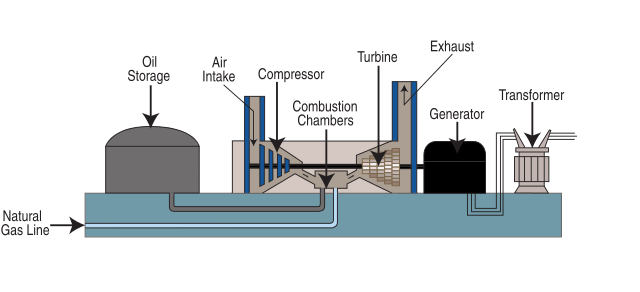 Oil
Storage
Air
Intake
Compressor
Combustion
Chambers
Turbine
Exhaust
Generator
Transformer
Natural
Gas Line